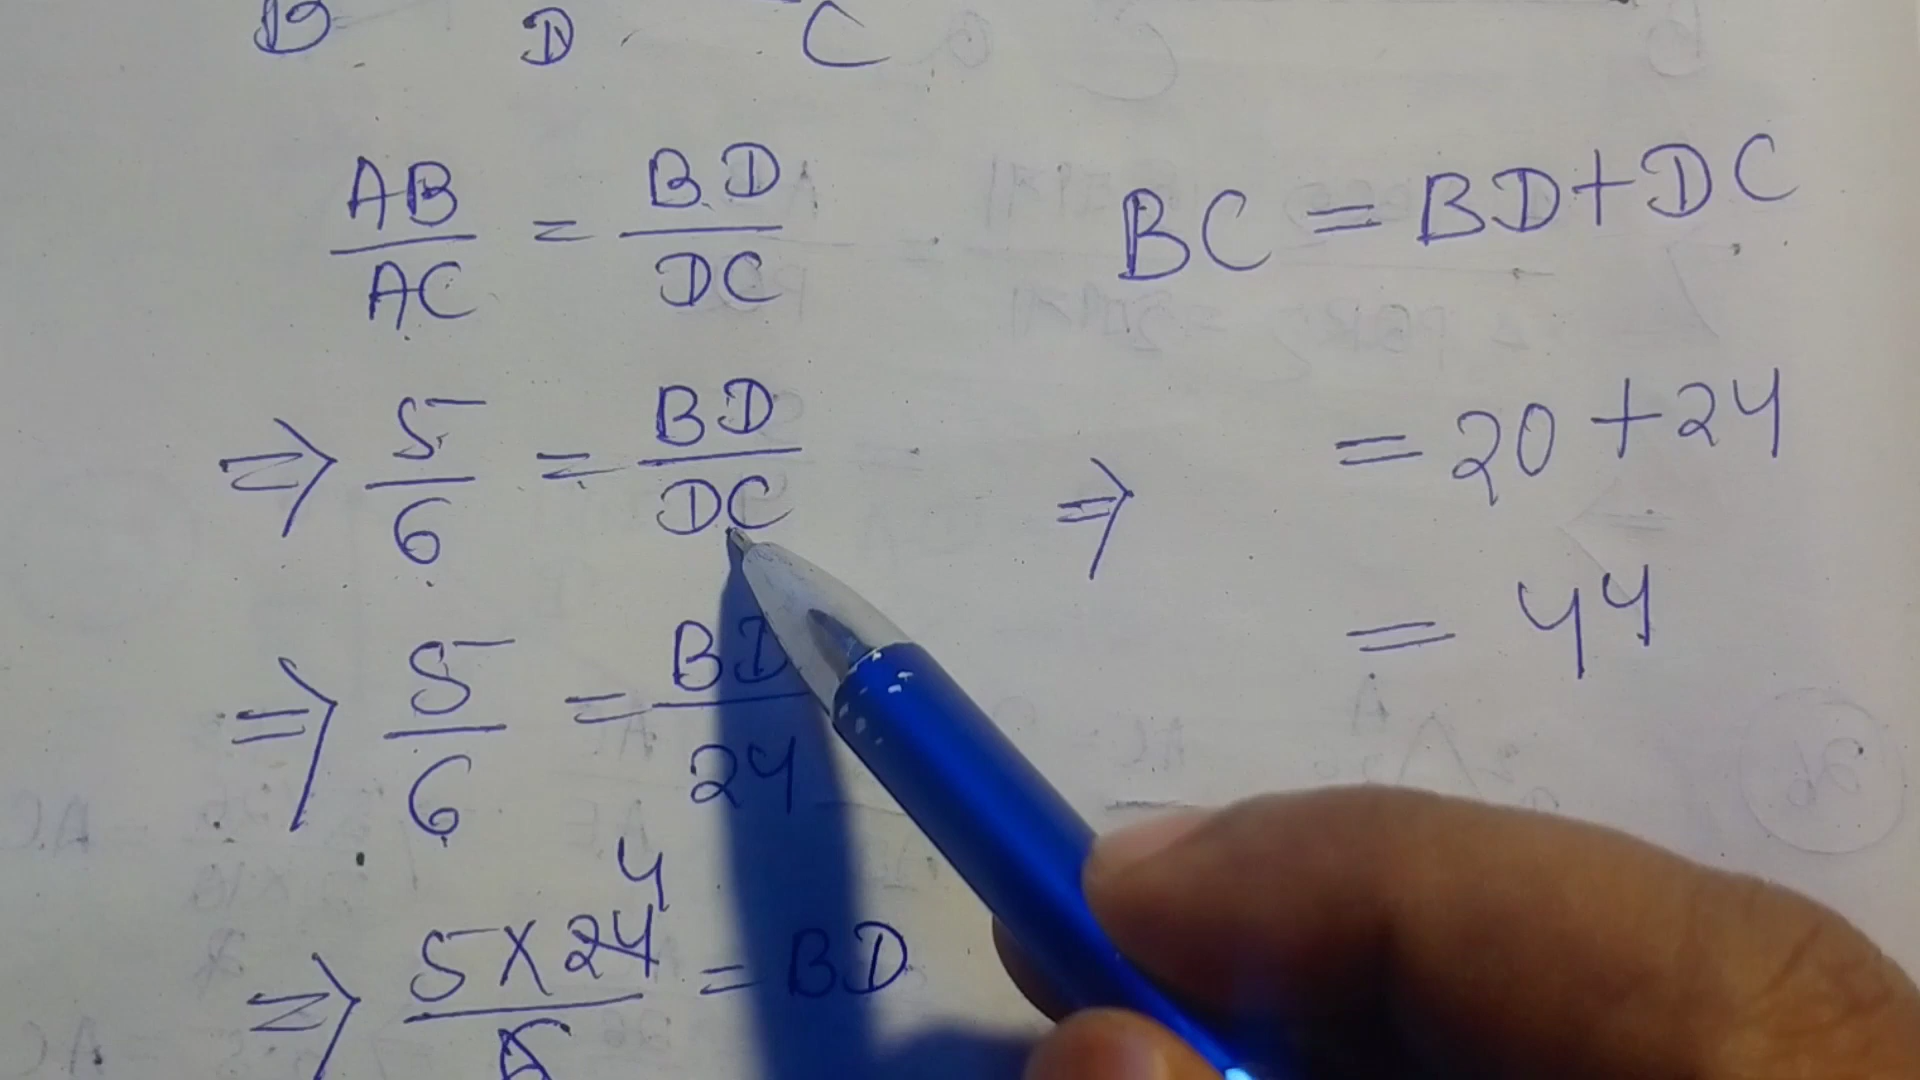 B D C
AB/AC = BD/DC
⇒ 5/6 = BD/DC
⇒ 5/6 = BD/24
4
⇒ 5×24/6 = BD
BC = BD+DC
⇒ = 20+24
= 44